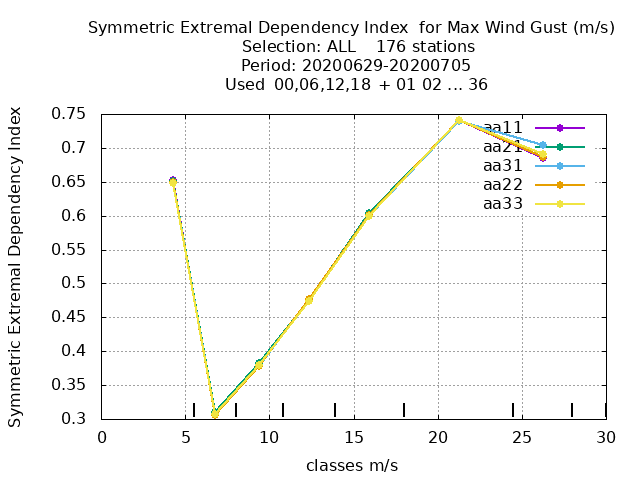 Symmetric Extremal Dependency Index  for Max Wind Gust (m/s)
Selection: ALL    176 stations
Period: 20200629-20200705
Used  00,06,12,18 + 01 02 ... 36
Symmetric Extremal Dependency Index
0.75
0.7
0.65
0.6
0.55
0.5
0.45
0.4
0.35
0.3
aa11
aa21
aa31
aa22
aa33
0 5 10 15 20 25 30
classes m/s